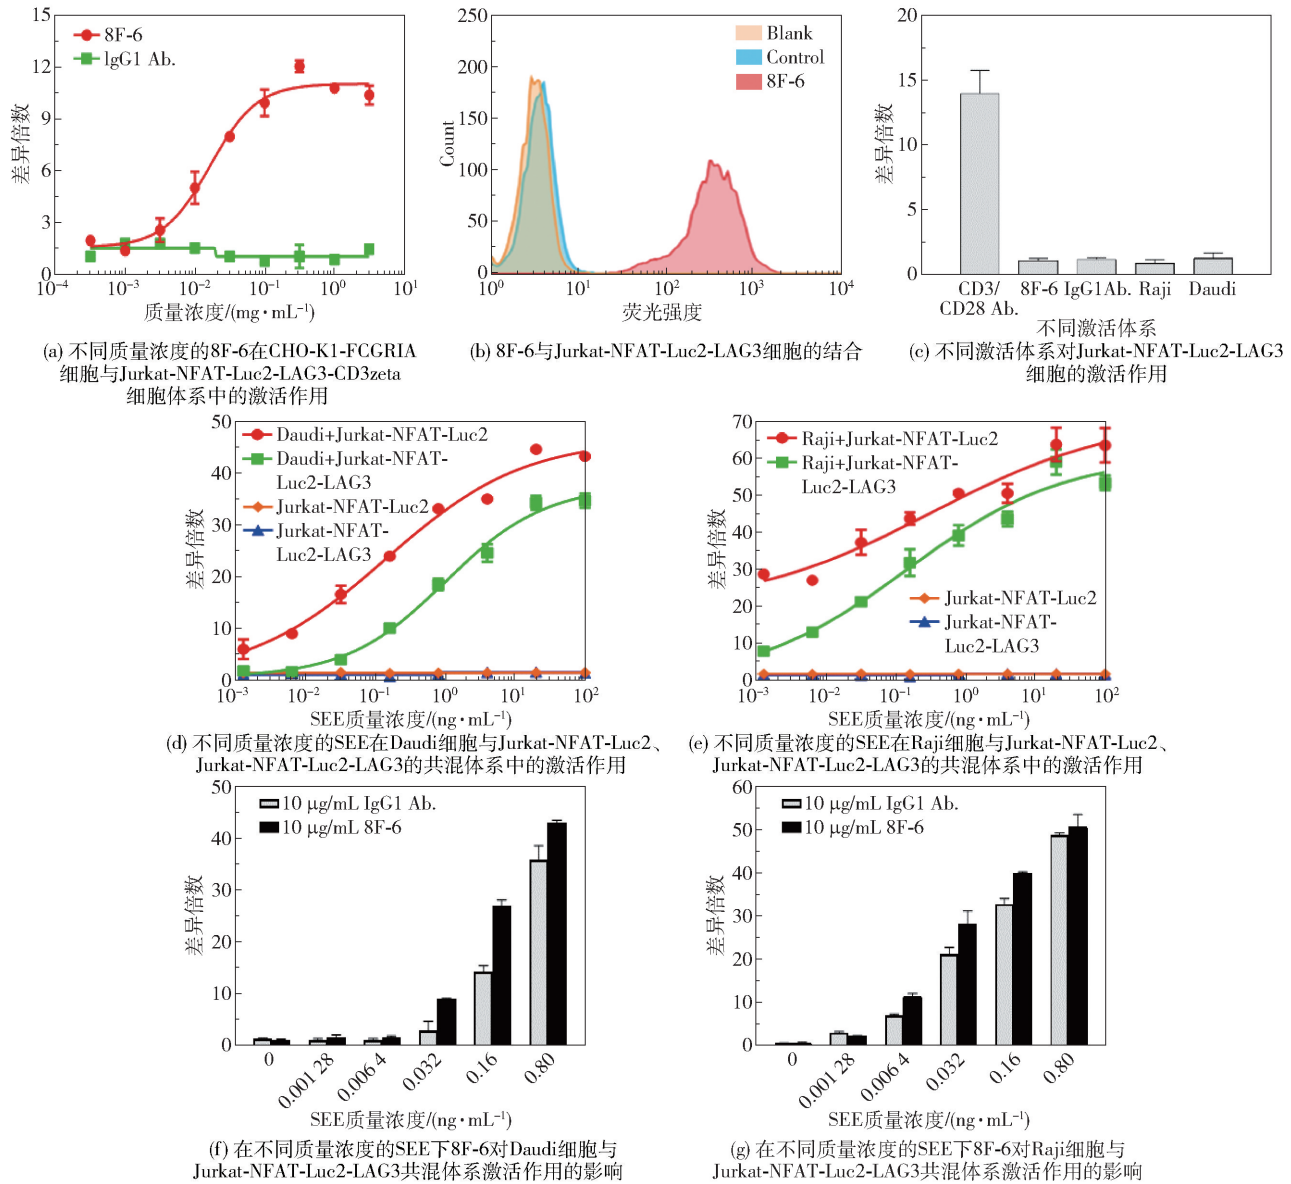 15
12
9
6
3
0
差异倍数
8F-6
IgG1 Ab.
10⁻⁴ 10⁻³ 10⁻² 10⁻¹ 10⁰ 10¹
质量浓度/(mg·mL⁻¹)
(a) 不同质量浓度的8F-6在CHO-K1-FCGRIA
细胞与Jurkat-NFAT-Luc2-LAG3-CD3zeta
细胞体系中的激活作用
250
200
150
100
50
0
Count
Blank
Control
8F-6
10⁰ 10¹ 10² 10³ 10⁴
荧光强度
(b) 8F-6与Jurkat-NFAT-Luc2-LAG3细胞的结合
20
15
10
5
0
差异倍数
CD3/ 8F-6 IgG1Ab. Raji Daudi
CD28 Ab.
不同激活体系
(c) 不同激活体系对Jurkat-NFAT-Luc2-LAG3
细胞的激活作用
50
40
30
20
10
0
差异倍数
Daudi+Jurkat-NFAT-Luc2
Daudi+Jurkat-NFAT-
Luc2-LAG3
Jurkat-NFAT-Luc2
Jurkat-NFAT-
Luc2-LAG3
10⁻³ 10⁻² 10⁻¹ 10⁰ 10¹ 10²
SEE质量浓度/(ng·mL⁻¹)
(d) 不同质量浓度的SEE在Daudi细胞与Jurkat-NFAT-Luc2、
Jurkat-NFAT-Luc2-LAG3的共混体系中的激活作用
70
60
50
40
30
20
10
0
差异倍数
Raji+Jurkat-NFAT-Luc2
Raji+Jurkat-NFAT-
Luc2-LAG3
Jurkat-NFAT-Luc2
Jurkat-NFAT-
Luc2-LAG3
10⁻³ 10⁻² 10⁻¹ 10⁰ 10¹ 10²
SEE质量浓度/(ng·mL⁻¹)
(e) 不同质量浓度的SEE在Raji细胞与Jurkat-NFAT-Luc2、
Jurkat-NFAT-Luc2-LAG3的共混体系中的激活作用
50
40
30
20
10
0
差异倍数
10 μg/mL IgG1 Ab.
10 μg/mL 8F-6
0 0.001 28 0.006 4 0.032 0.16 0.80
SEE质量浓度/(ng·mL⁻¹)
(f) 在不同质量浓度的SEE下8F-6对Daudi细胞与
Jurkat-NFAT-Luc2-LAG3共混体系激活作用的影响
60
50
40
30
20
10
0
差异倍数
10 μg/mL IgG1 Ab.
10 μg/mL 8F-6
0 0.001 28 0.006 4 0.032 0.16 0.80
SEE质量浓度/(ng·mL⁻¹)
(g) 在不同质量浓度的SEE下8F-6对Raji细胞与
Jurkat-NFAT-Luc2-LAG3共混体系激活作用的影响